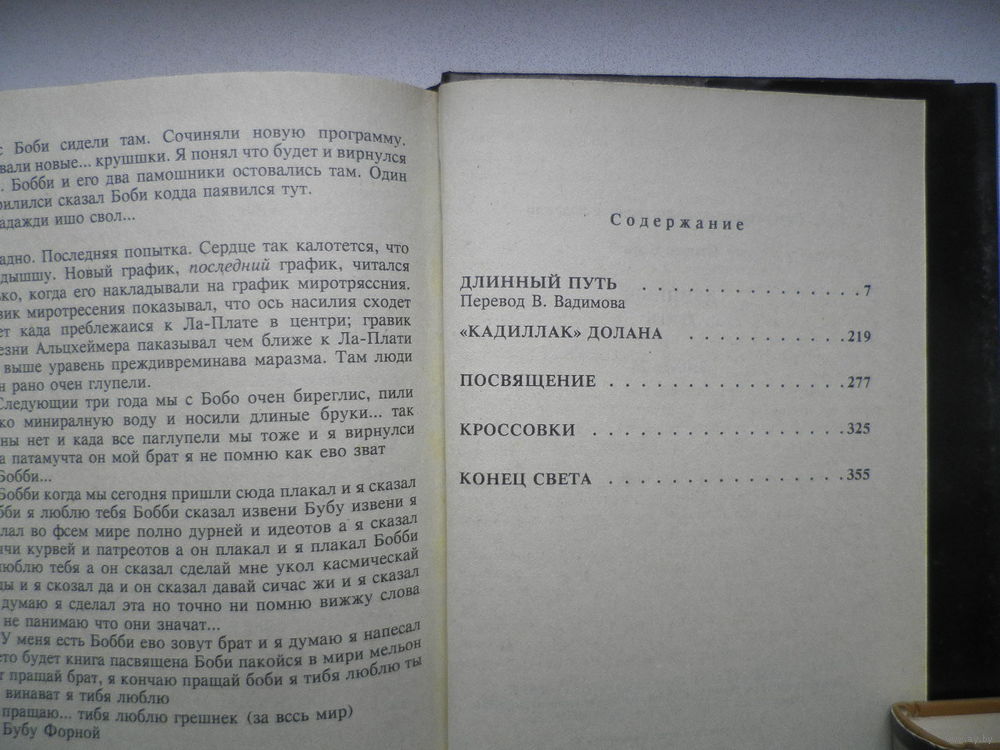 с Боби сидели там. Сочиняли новую программу.
вали новые... крушшки. Я понял что будет и вирнулся
. Бобби и его два памошники остовались там. Один
рилилси сказал Боби кодда паявился тут.
адажди ишо свол...
адно. Последняя попытка. Сердце так калотется, что
дышшу. Новый график, последний график, читался
ко, когда его накладывали на график миротряссния.
вик миротресения показывал, что ось насилия сходет
ет када преблежаися к Ла-Плате в центри; гравик
езни Альцхеймера паказывал чем ближе к Ла-Плати
выше уравень преждивременива маразма. Там люди
н рано очен глупели.
Следующии три года мы с Бобо очен биреглис, пили
ко миниралную воду и носили длиные бруки... так
ны нет и када все паглупели мы тоже и я вирнулси
а патамучта он мой брат я не помню как ево зват
Бобби...
Бобби когда мы сегодня пришли сюда плакал и я сказал
бби я люблю тебя Бобби сказал извени Бубу извени я
лал во фсем мире полно дурней и идеотов а я сказал
чи курвей и патреотов а он плакал и я плакал Бобби
люблю тебя а он сказал сделай мне укол касмическай
ды и я скозал да и он сказал давай сичас жи и я сказал
думаю я сделал эта но точно ни помню вижжу слова
не панимаю что они значат...
У меня есть Бобби ево зовут брат и я думаю я напесал
это будет книга пасвящена Боби пакойся в мири мельон
т пращай брат, я кончаю пращай боби я тибя люблю ты
винават я тибя люблю
пращаю... тибя люблю грешнек (за всcь мир)
Бубу Форной
Содержание
ДЛИННЫЙ ПУТЬ . . . . . . . . . . . . . . . . 7
Перевод В. Вадимова
«КАДИЛЛАК» ДОЛАНА . . . . . . . . . . . . 219
ПОСВЯЩЕНИЕ . . . . . . . . . . . . . . . . . 277
КРОССОВКИ . . . . . . . . . . . . . . . . . . 325
КОНЕЦ СВЕТА . . . . . . . . . . . . . . . . . 355